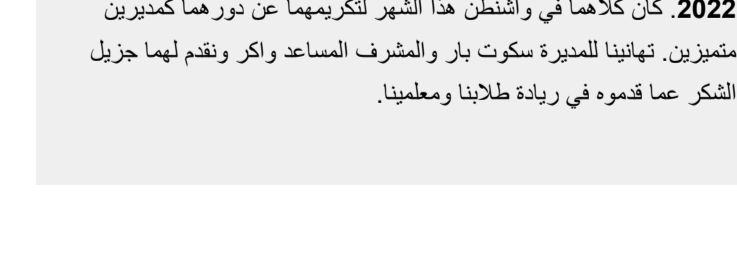 2022. كان كلاهما في واشنطن هذا الشهر لتكريمهما عن دورهما كمديرين
متميزين. تهانينا للمديرة سكوت بار والمشرف المساعد واكر ونقدم لهما جزيل
الشكر عما قدموه في ريادة طلابنا ومعلمينا.